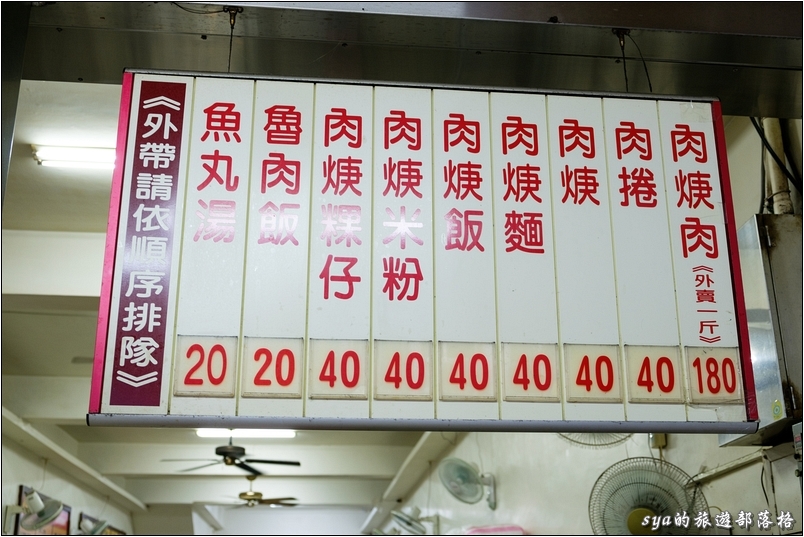 肉焿肉《外賣一斤》
180
肉捲
40
肉焿
40
肉焿麵
40
肉焿飯
40
肉焿米粉
40
肉焿粿仔
40
魯肉飯
20
魚丸湯
20
《外帶請依順序排隊》
sya的旅遊部落格